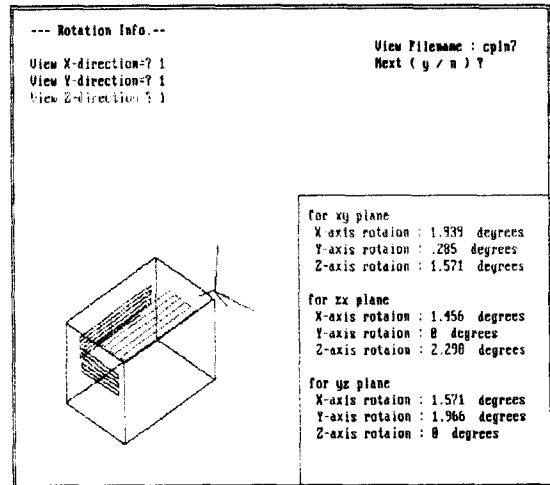 --- Rotation Info.--
View X-direction=? 1
View Y-direction=? 1
View Z-direction ? 1
View Filename : cpln7
Next ( y / n ) ?
for xy plane
X-axis rotaion : 1.939 degrees
Y-axis rotaion : .285 degrees
Z-axis rotaion : 1.571 degrees
for zx plane
X-axis rotaion : 1.456 degrees
Y-axis rotaion : 0 degrees
Z-axis rotaion : 2.290 degrees
for yz plane
X-axis rotaion : 1.571 degrees
Y-axis rotaion : 1.966 degrees
Z-axis rotaion : 0 degrees